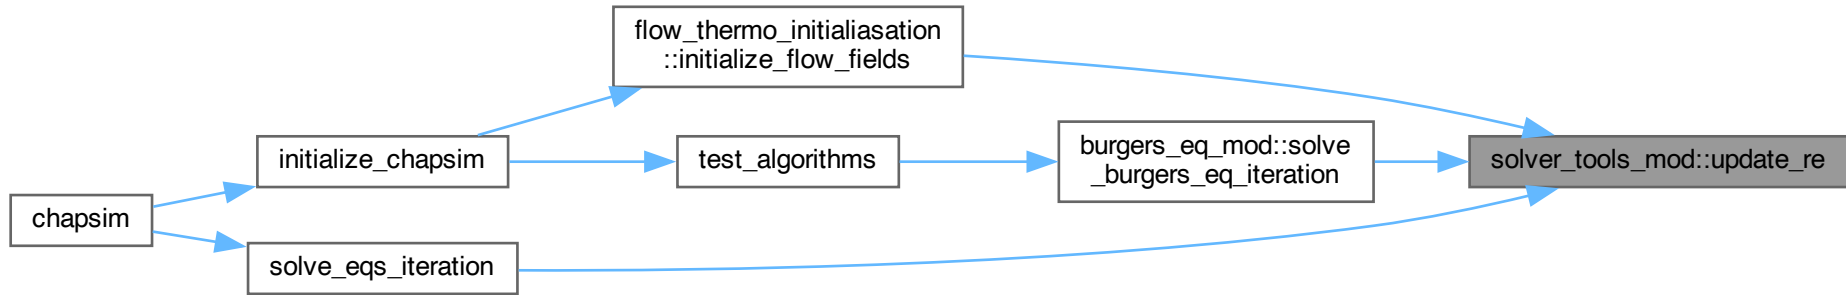 flow_thermo_initialiasation
::initialize_flow_fields
initialize_chapsim
test_algorithms
burgers_eq_mod::solve
_burgers_eq_iteration
solver_tools_mod::update_re
chapsim
solve_eqs_iteration